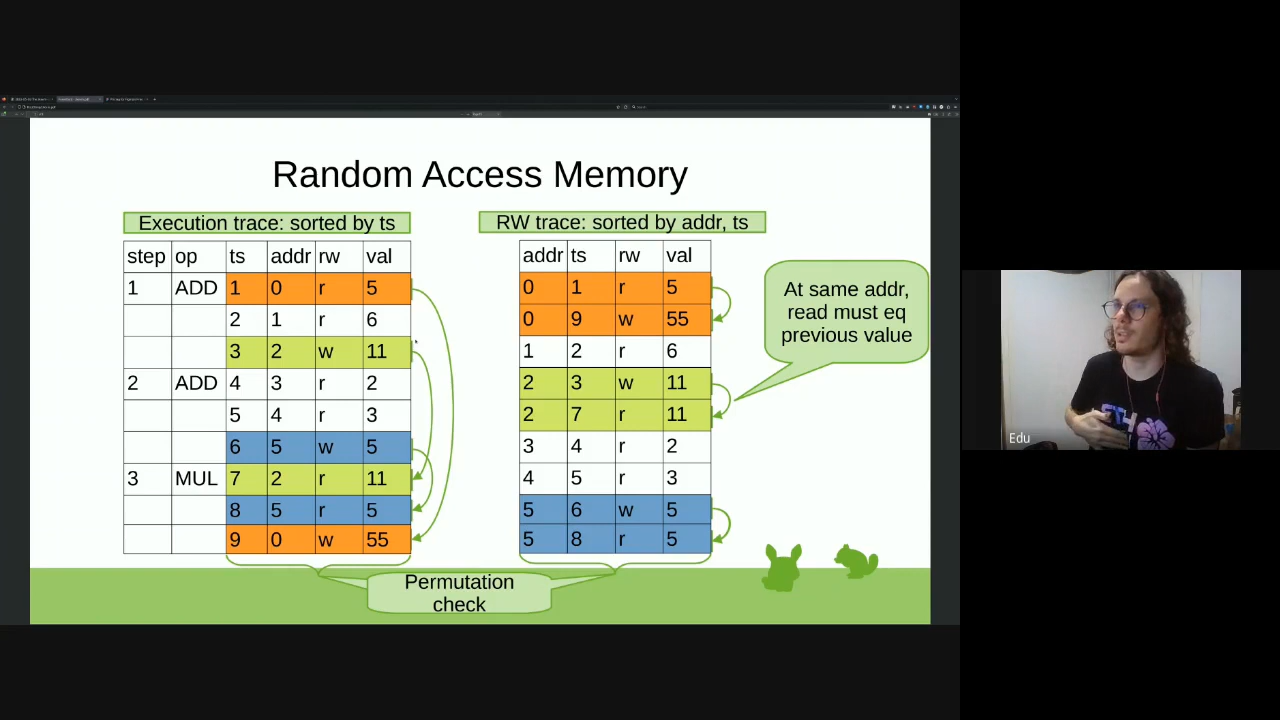 Random Access Memory
Execution trace: sorted by ts
RW trace: sorted by addr, ts
step op ts addr rw val
1 ADD 1 0 r 5
2 1 r 6
3 2 w 11
2 ADD 4 3 r 2
5 4 r 3
6 5 w 5
3 MUL 7 2 r 11
8 5 r 5
9 0 w 55
addr ts rw val
0 1 r 5
0 9 w 55
1 2 r 6
2 3 w 11
2 7 r 11
3 4 r 2
4 5 r 3
5 6 w 5
5 8 r 5
At same addr,
read must eq
previous value
Permutation
check
Edu